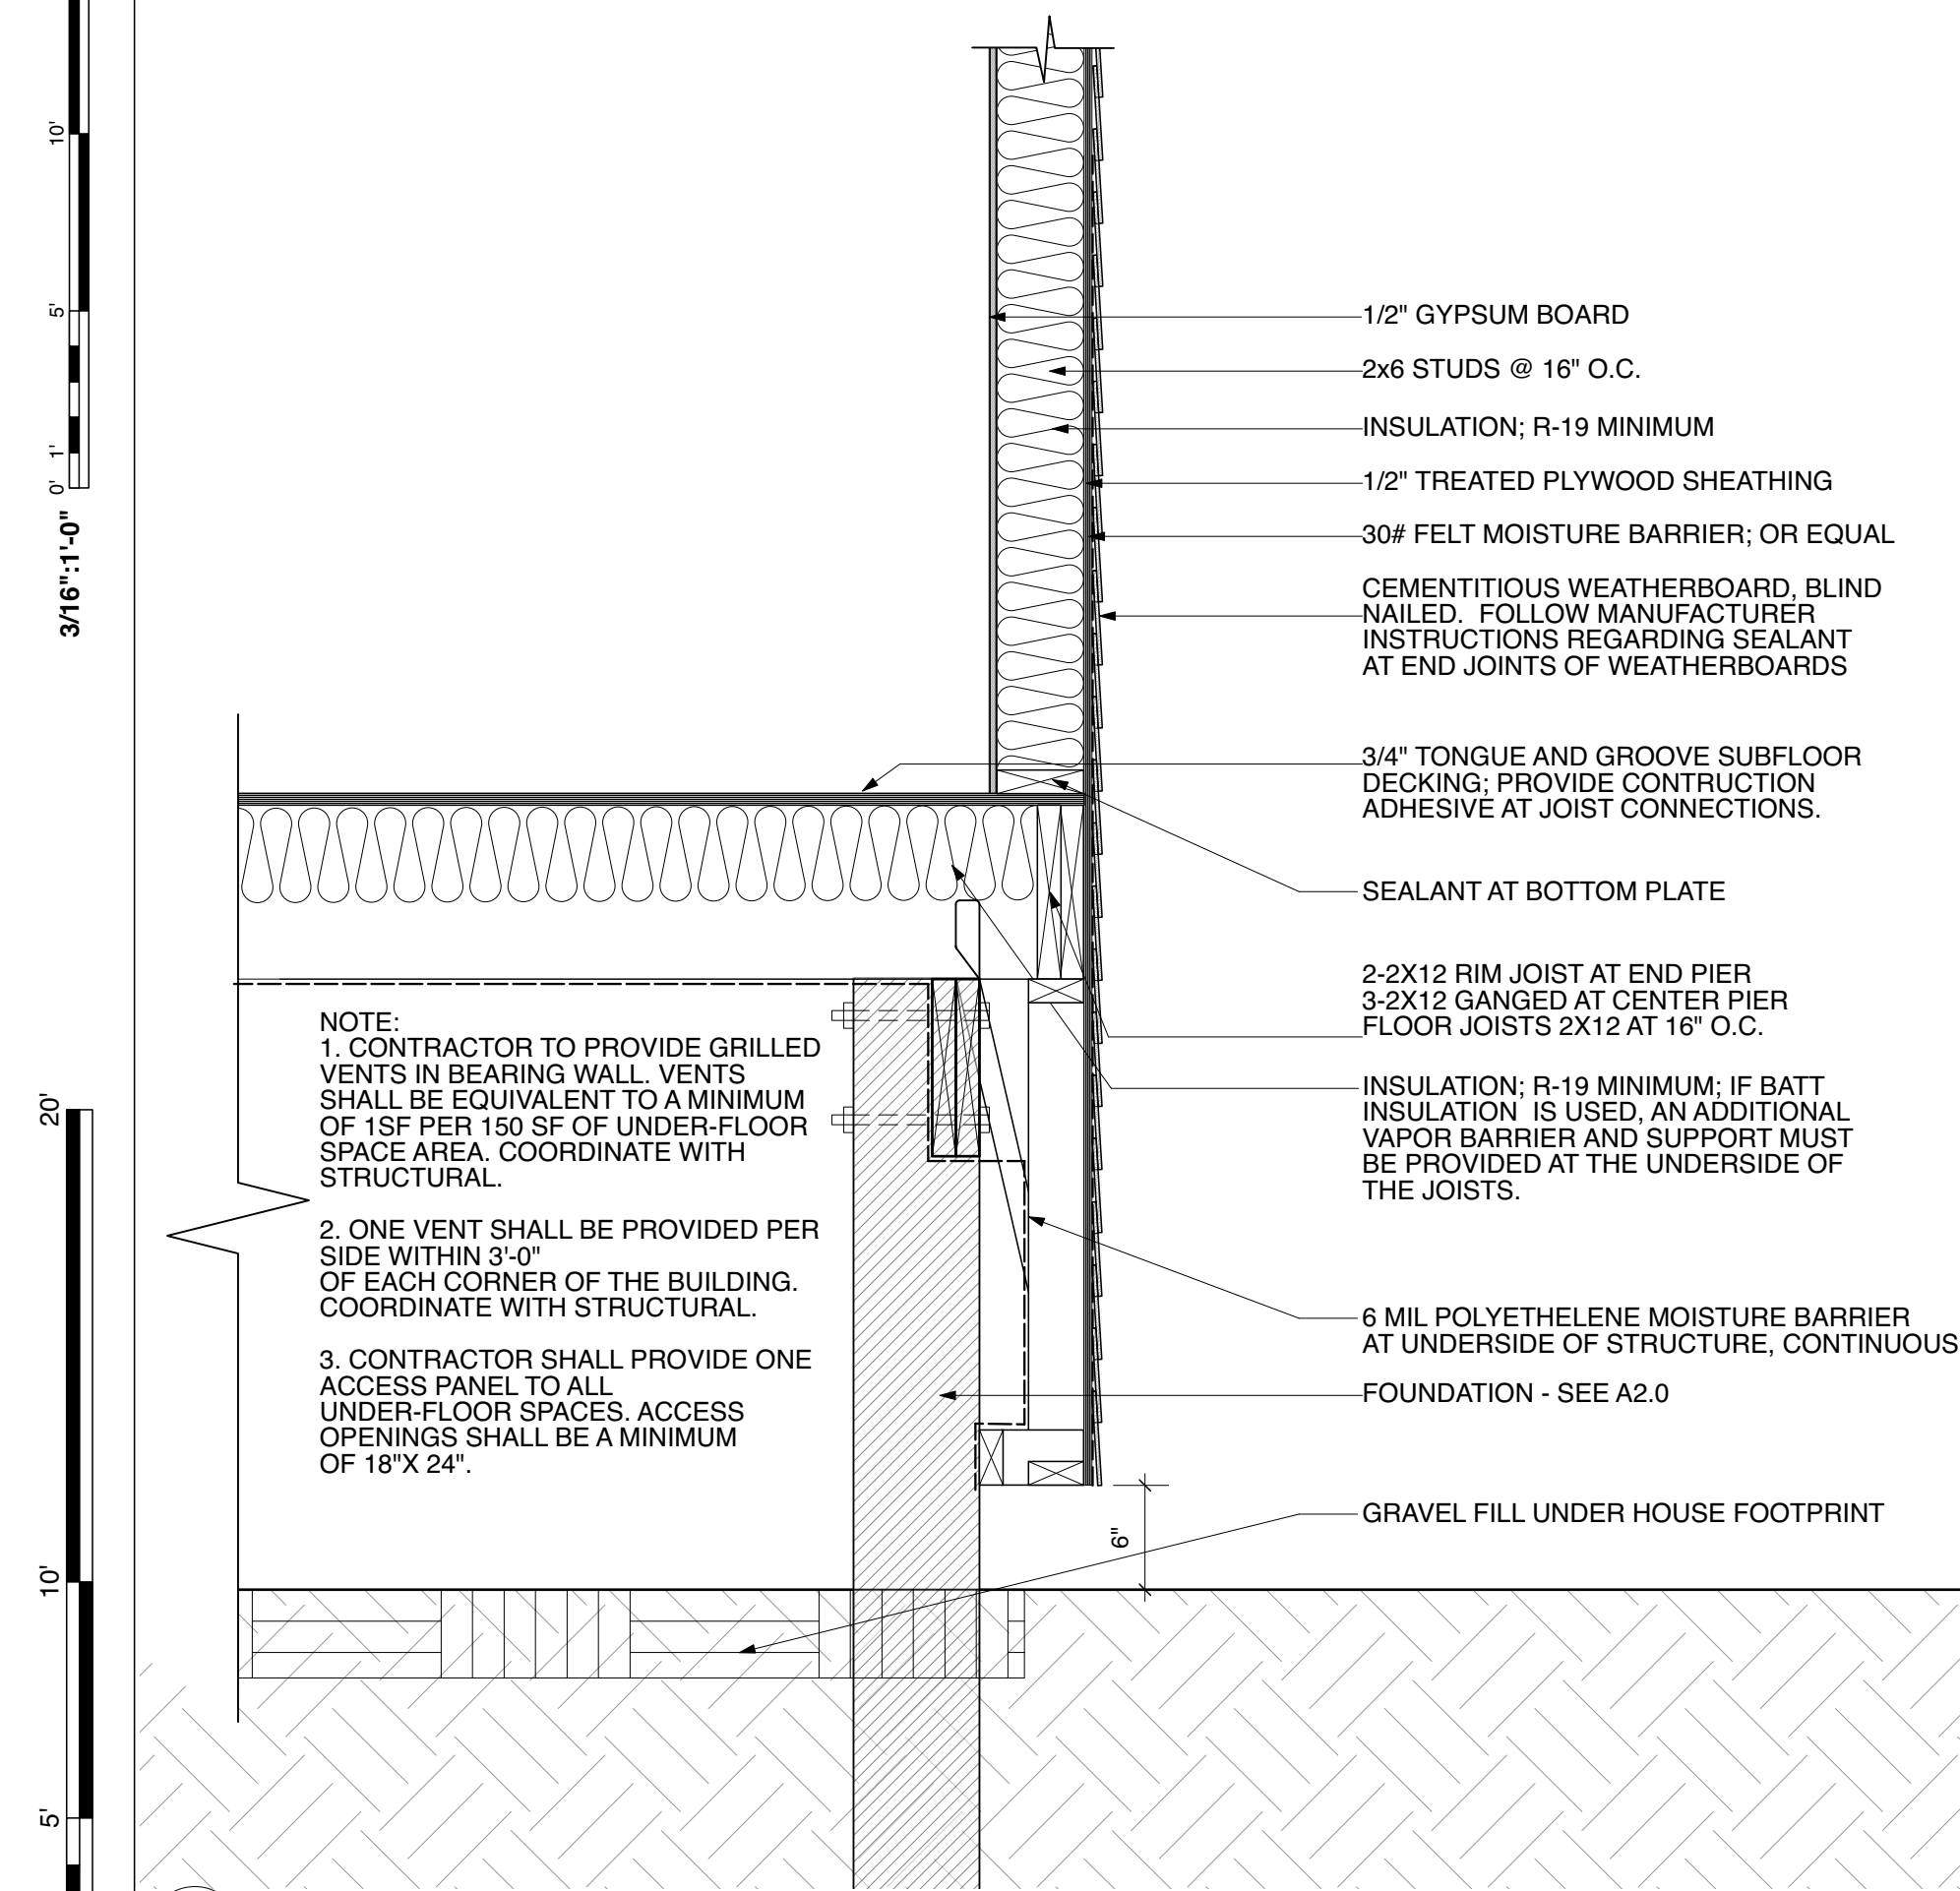 10'
5'
1'
0'
3/16":1'-0"
20'
10'
5'
1/2" GYPSUM BOARD
2x6 STUDS @ 16" O.C.
INSULATION; R-19 MINIMUM
1/2" TREATED PLYWOOD SHEATHING
30# FELT MOISTURE BARRIER; OR EQUAL
CEMENTITIOUS WEATHERBOARD, BLIND
NAILED. FOLLOW MANUFACTURER
INSTRUCTIONS REGARDING SEALANT
AT END JOINTS OF WEATHERBOARDS
3/4" TONGUE AND GROOVE SUBFLOOR
DECKING; PROVIDE CONTRUCTION
ADHESIVE AT JOIST CONNECTIONS.
SEALANT AT BOTTOM PLATE
2-2X12 RIM JOIST AT END PIER
3-2X12 GANGED AT CENTER PIER
FLOOR JOISTS 2X12 AT 16" O.C.
INSULATION; R-19 MINIMUM; IF BATT
INSULATION IS USED, AN ADDITIONAL
VAPOR BARRIER AND SUPPORT MUST
BE PROVIDED AT THE UNDERSIDE OF
THE JOISTS.
6 MIL POLYETHELENE MOISTURE BARRIER
AT UNDERSIDE OF STRUCTURE, CONTINUOUS
FOUNDATION - SEE A2.0
GRAVEL FILL UNDER HOUSE FOOTPRINT
6"
NOTE:
1. CONTRACTOR TO PROVIDE GRILLED
VENTS IN BEARING WALL. VENTS
SHALL BE EQUIVALENT TO A MINIMUM
OF 1SF PER 150 SF OF UNDER-FLOOR
SPACE AREA. COORDINATE WITH
STRUCTURAL.
2. ONE VENT SHALL BE PROVIDED PER
SIDE WITHIN 3'-0"
OF EACH CORNER OF THE BUILDING.
COORDINATE WITH STRUCTURAL.
3. CONTRACTOR SHALL PROVIDE ONE
ACCESS PANEL TO ALL
UNDER-FLOOR SPACES. ACCESS
OPENINGS SHALL BE A MINIMUM
OF 18"X 24".